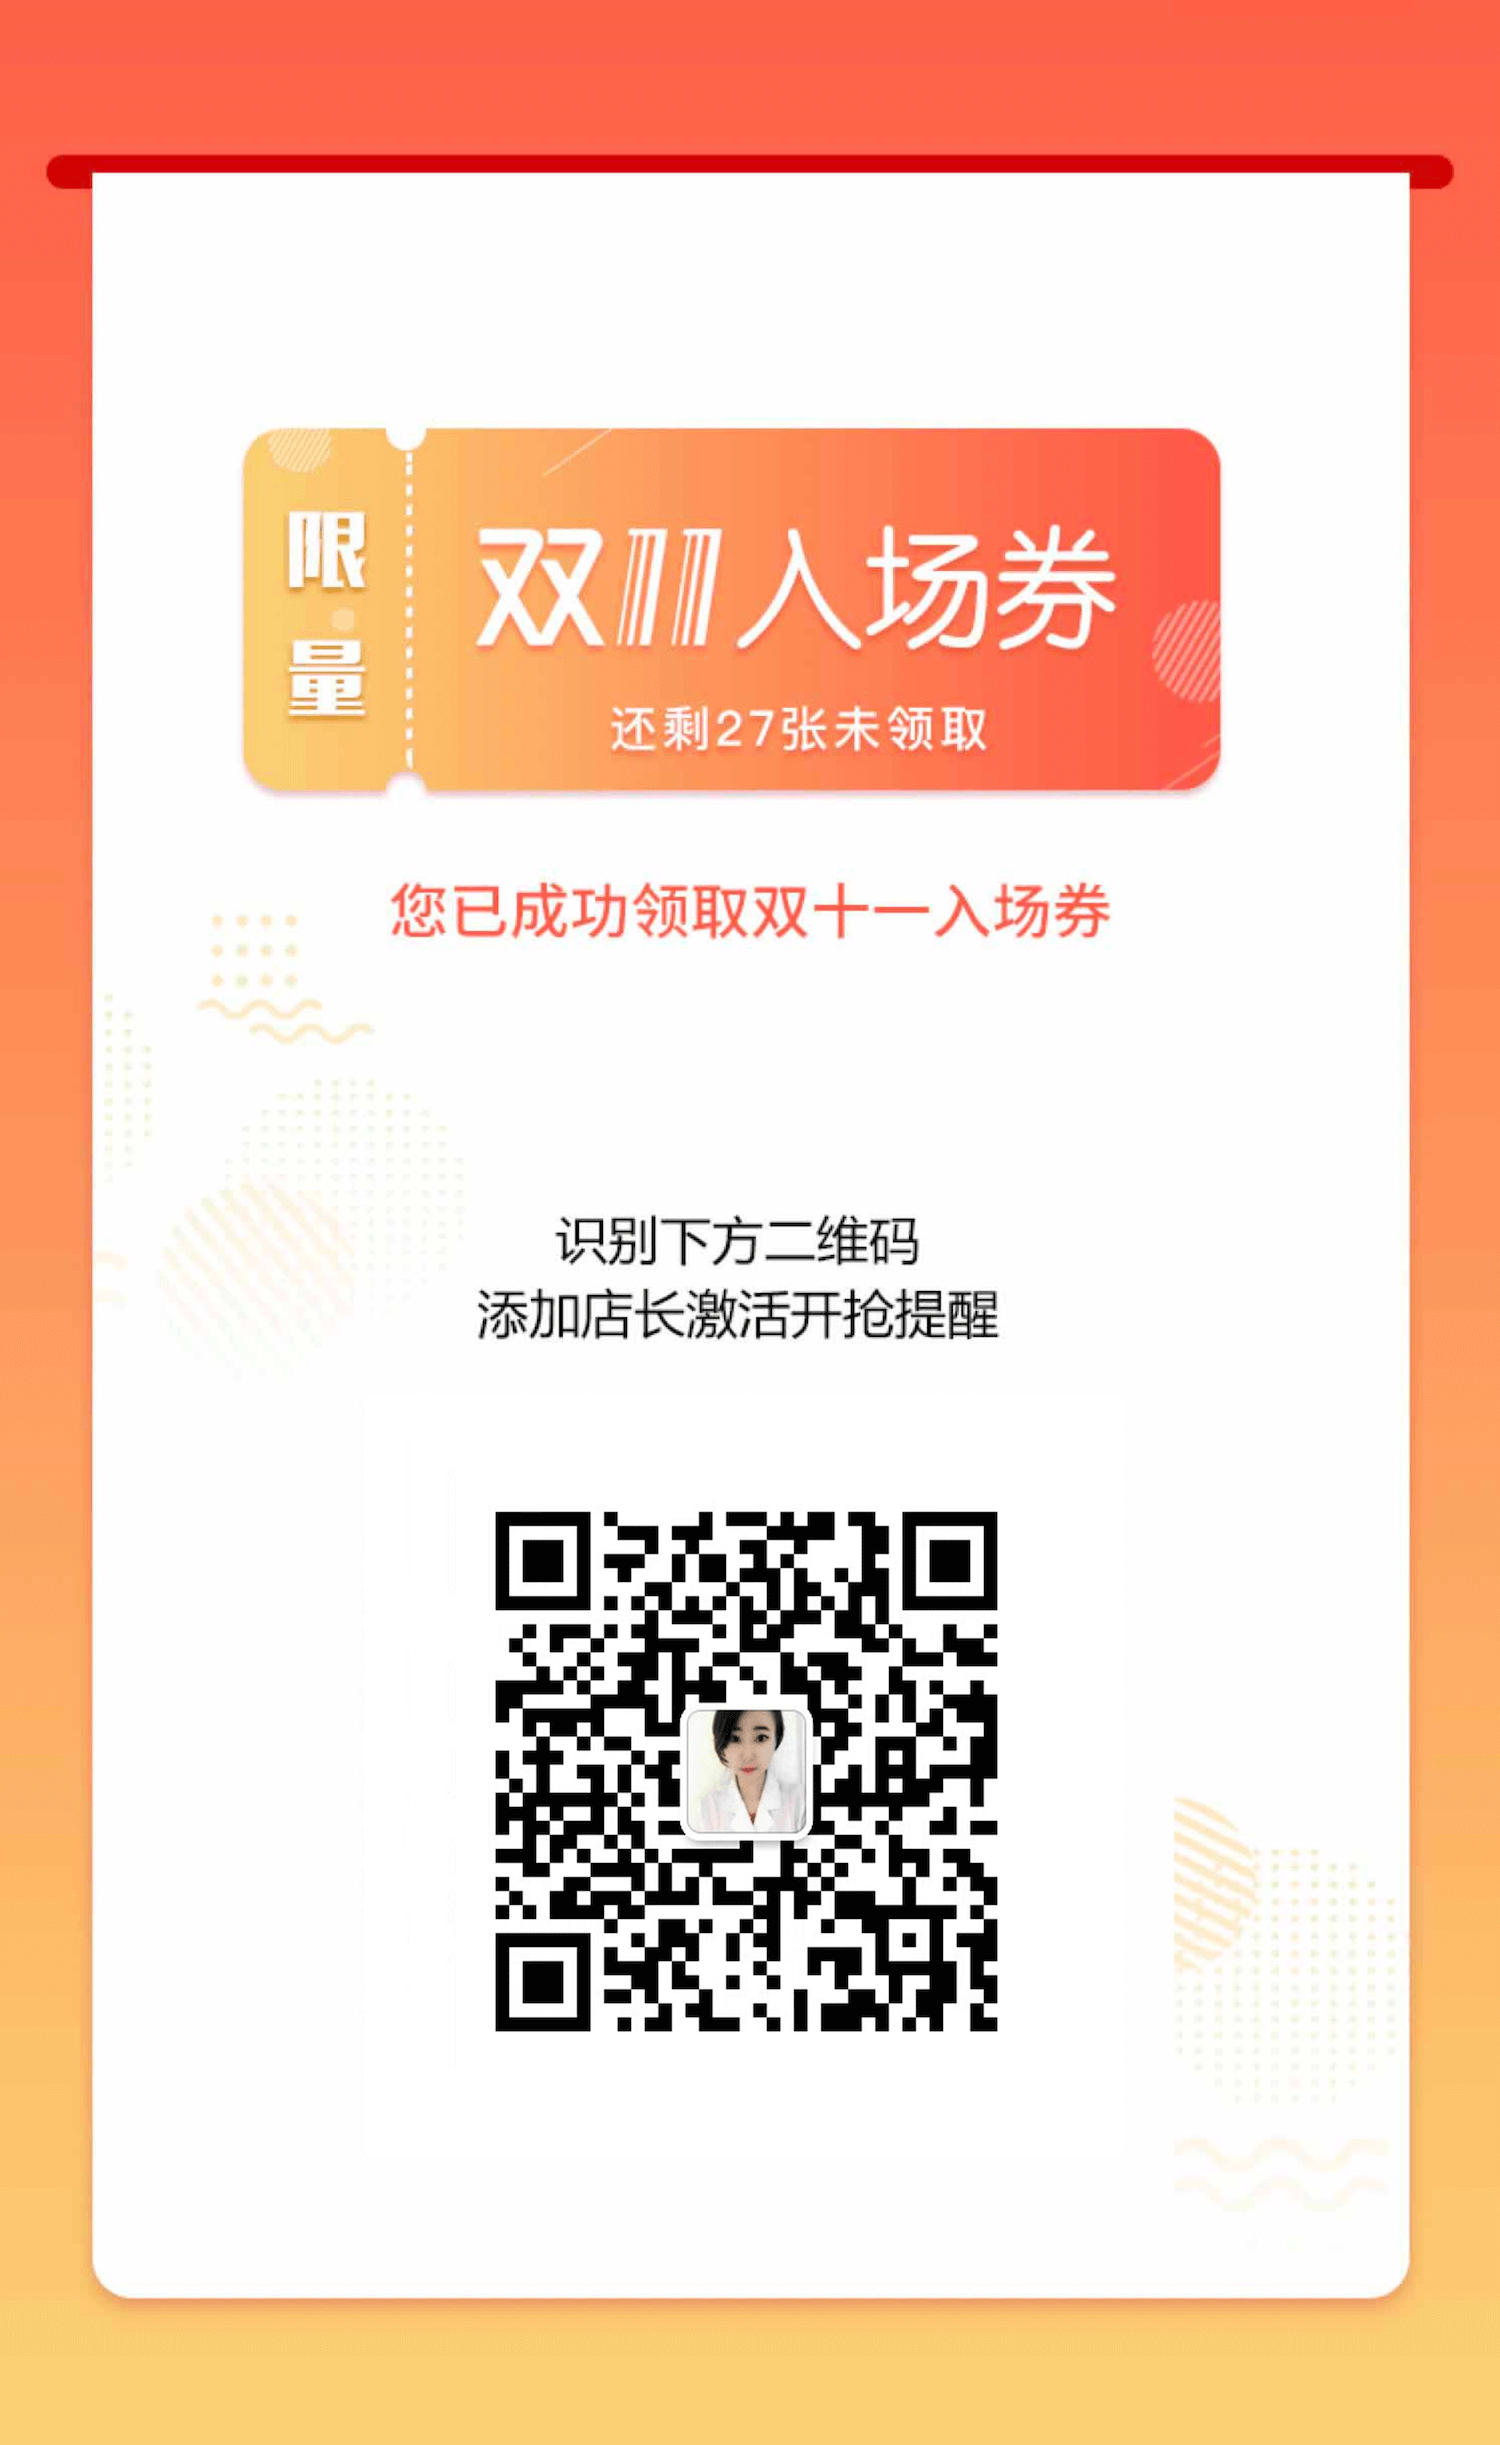 限量
双11入场券
还剩27张未领取
您已成功领取双十一入场券
识别下方二维码
添加店长激活开抢提醒